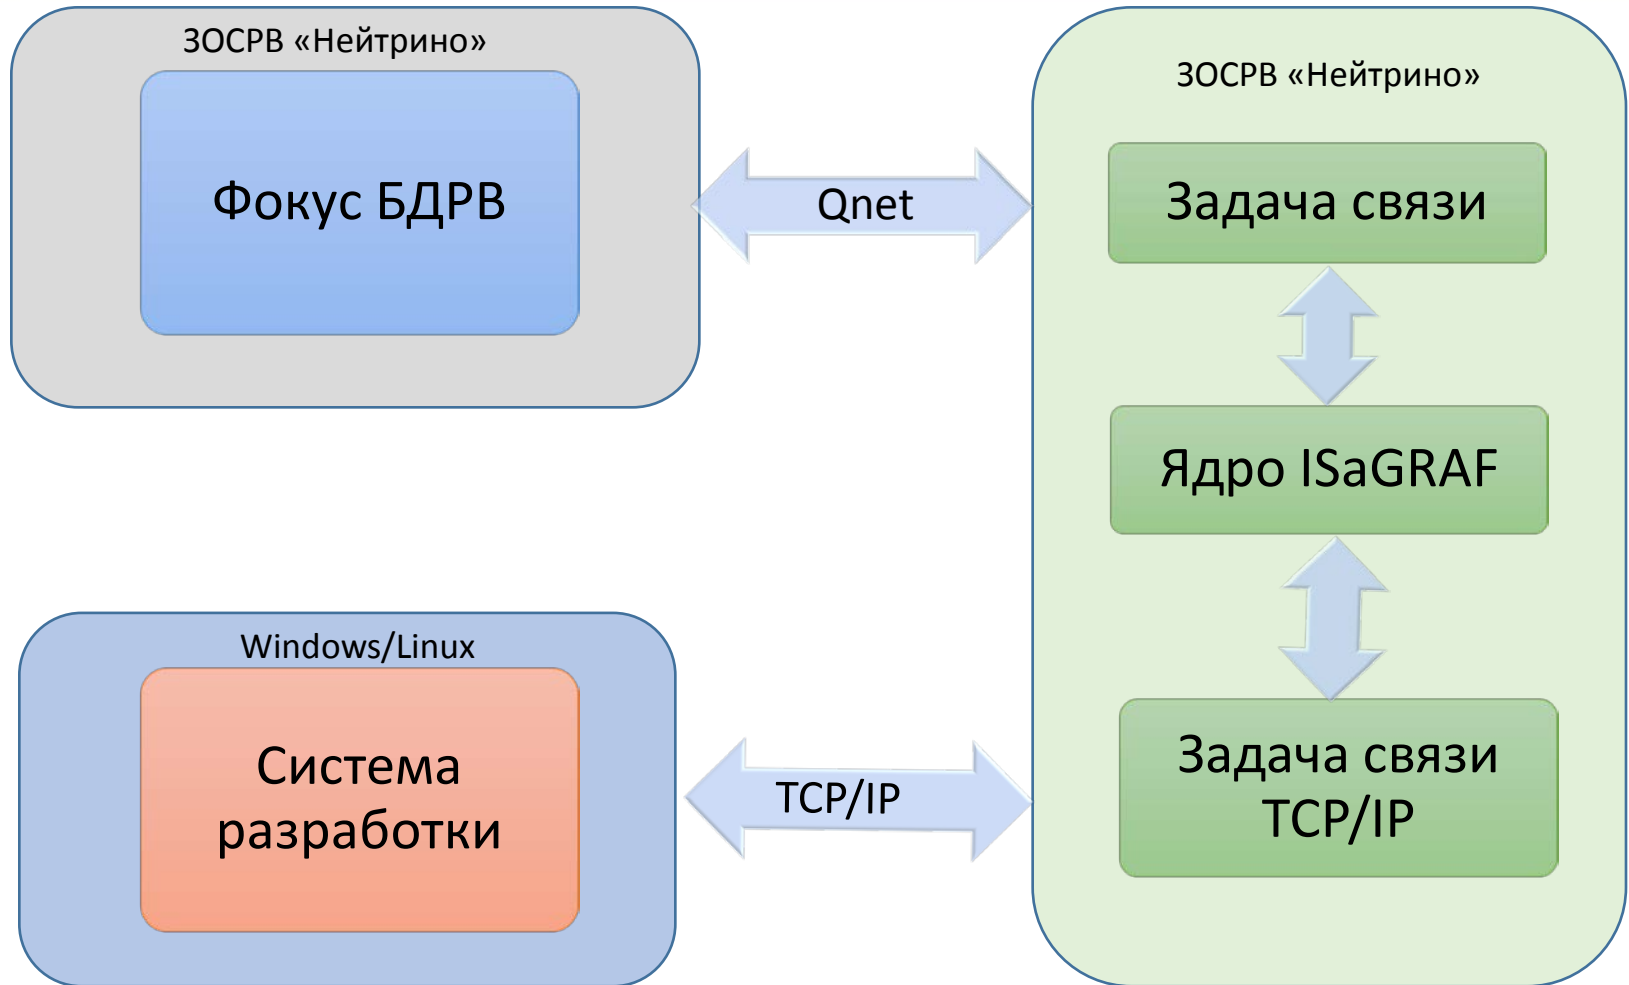 ЗОСРВ «Нейтрино»
Фокус БДРВ
Qnet
ЗОСРВ «Нейтрино»
Задача связи
Ядро ISaGRAF
Windows/Linux
Система
разработки
TCP/IP
Задача связи
TCP/IP